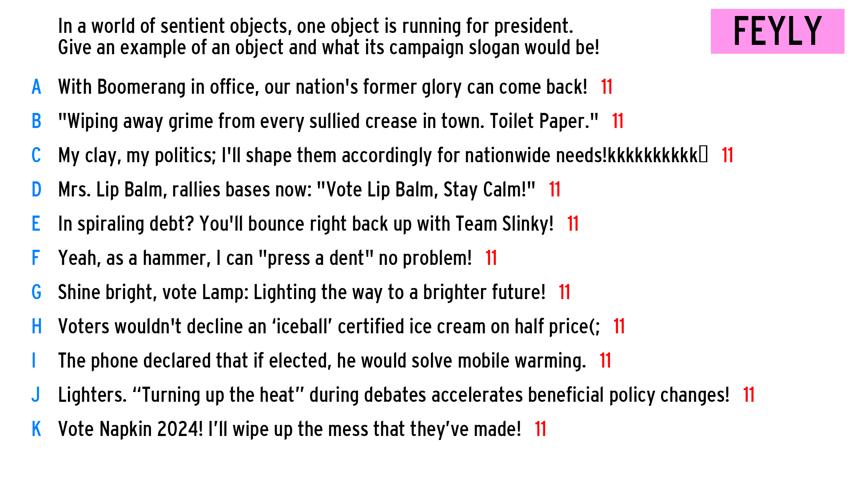 In a world of sentient objects, one object is running for president.
FEYLY
Give an example of an object and what its campaign slogan would be!
A With Boomerang in office, our nation's former glory can come back! 11
B "Wiping away grime from every sullied crease in town. Toilet Paper." 11
C My clay, my politics; I'll shape them accordingly for nationwide needs!kkkkkkkkkk 11
D Mrs. Lip Balm, rallies bases now: "Vote Lip Balm, Stay Calm!" 11
E In spiraling debt? You'll bounce right back up with Team Slinky! 11
F Yeah, as a hammer, I can "press a dent" no problem! 11
G Shine bright, vote Lamp: Lighting the way to a brighter future! 11
H Voters wouldn't decline an ‘iceball’ certified ice cream on half price(; 11
I The phone declared that if elected, he would solve mobile warming. 11
J Lighters. “Turning up the heat” during debates accelerates beneficial policy changes! 11
K Vote Napkin 2024! I’ll wipe up the mess that they’ve made! 11